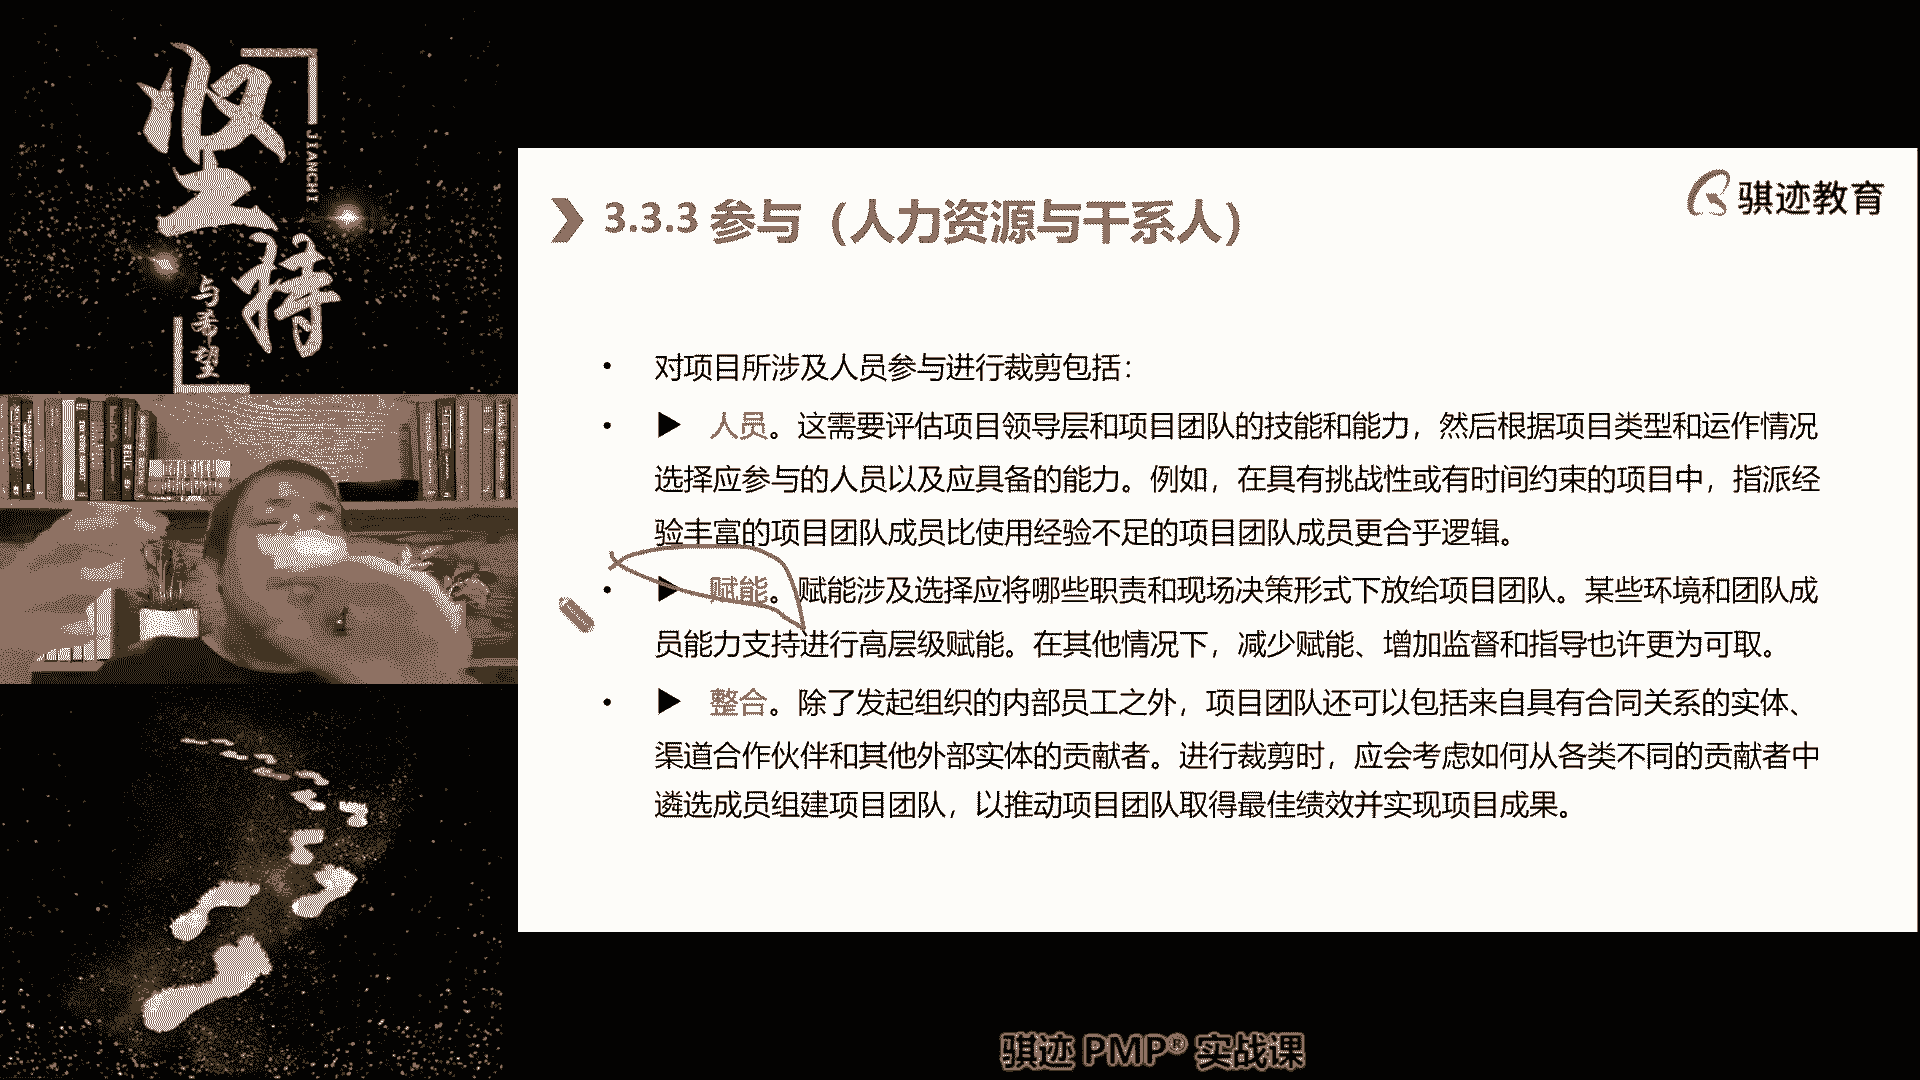 坚持
JIANCHI
与希望
骐迹教育
3.3.3 参与（人力资源与干系人）
• 对项目所涉及人员参与进行裁剪包括：
• ▶ 人员。这需要评估项目领导层和项目团队的技能和能力，然后根据项目类型和运作情况
选择应参与的人员以及应具备的能力。例如，在具有挑战性或有时间约束的项目中，指派经
验丰富的项目团队成员比使用经验不足的项目团队成员更合乎逻辑。
• ▶ 赋能。赋能涉及选择应将哪些职责和现场决策形式下放给项目团队。某些环境和团队成
员能力支持进行高层级赋能。在其他情况下，减少赋能、增加监督和指导也许更为可取。
• ▶ 整合。除了发起组织的内部员工之外，项目团队还可以包括来自具有合同关系的实体、
渠道合作伙伴和其他外部实体的贡献者。进行裁剪时，应会考虑如何从各类不同的贡献者中
遴选成员组建项目团队，以推动项目团队取得最佳绩效并实现项目成果。
骐迹 PMP® 实战课